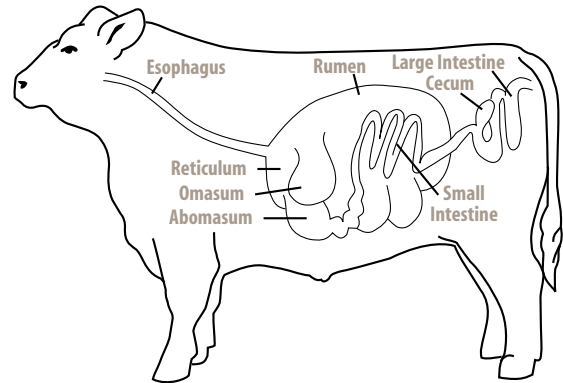 Esophagus
Rumen
Large Intestine
Cecum
Reticulum
Omasum
Abomasum
Small
Intestine